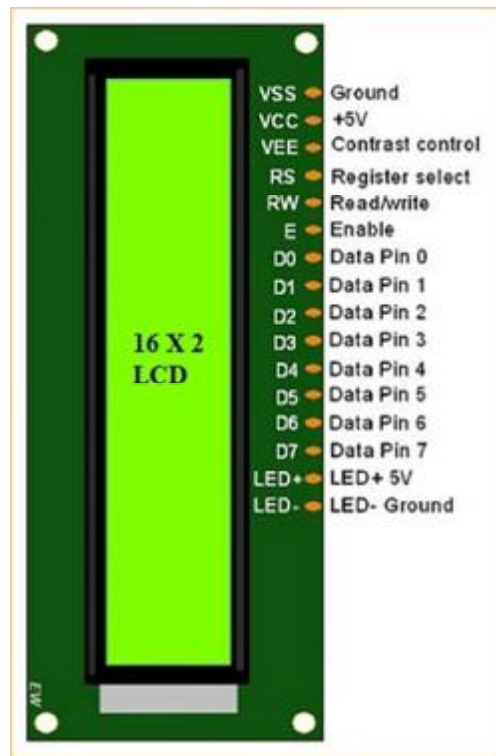 VSS Ground
VCC +5V
VEE Contrast control
RS Register select
RW Read/write
E Enable
D0 Data Pin 0
D1 Data Pin 1
D2 Data Pin 2
D3 Data Pin 3
D4 Data Pin 4
D5 Data Pin 5
D6 Data Pin 6
D7 Data Pin 7
LED+ LED+ 5V
LED- LED- Ground
16 X 2
LCD
EW